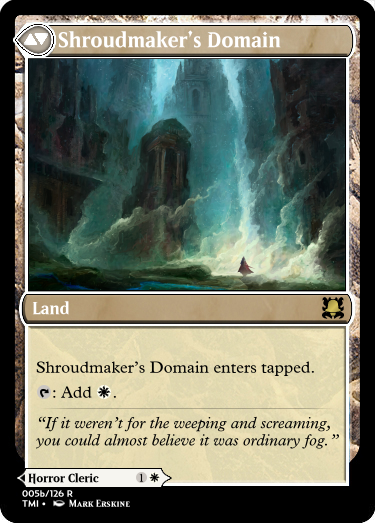 Shroudmaker's Domain
Land
Shroudmaker's Domain enters tapped.
: Add .
“If it weren't for the weeping and screaming,
you could almost believe it was ordinary fog.”
Horror Cleric 1
005b/126 R
TMI • Mark Erskine